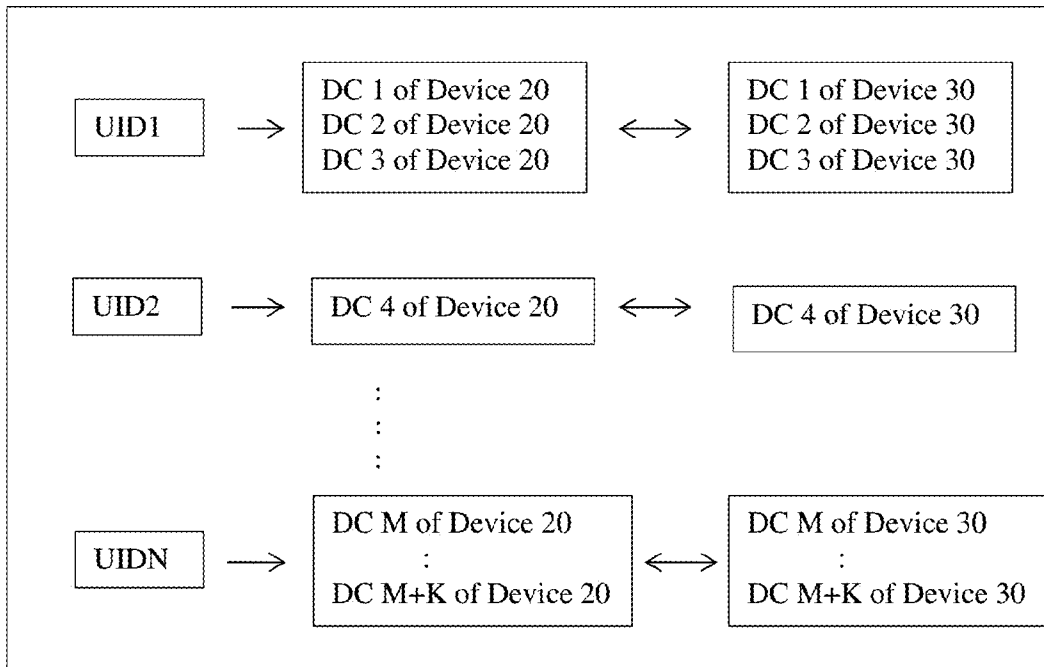 UID1
DC 1 of Device 20
DC 2 of Device 20
DC 3 of Device 20
DC 1 of Device 30
DC 2 of Device 30
DC 3 of Device 30
UID2
DC 4 of Device 20
DC 4 of Device 30
:
:
:
UIDN
DC M of Device 20
:
DC M+K of Device 20
DC M of Device 30
:
DC M+K of Device 30